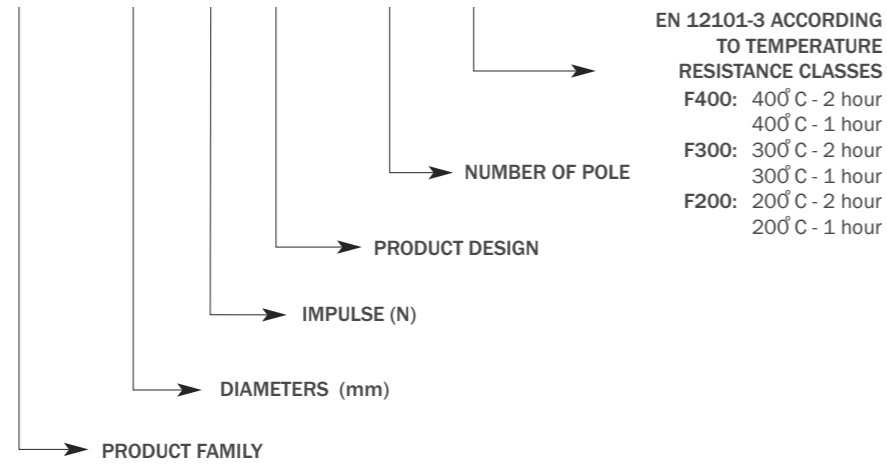 EN 12101-3 ACCORDING
TO TEMPERATURE
RESISTANCE CLASSES
F400: 400°C - 2 hour
400°C - 1 hour
F300: 300°C - 2 hour
300°C - 1 hour
F200: 200°C - 2 hour
200°C - 1 hour
NUMBER OF POLE
PRODUCT DESIGN
IMPULSE (N)
DIAMETERS (mm)
PRODUCT FAMILY